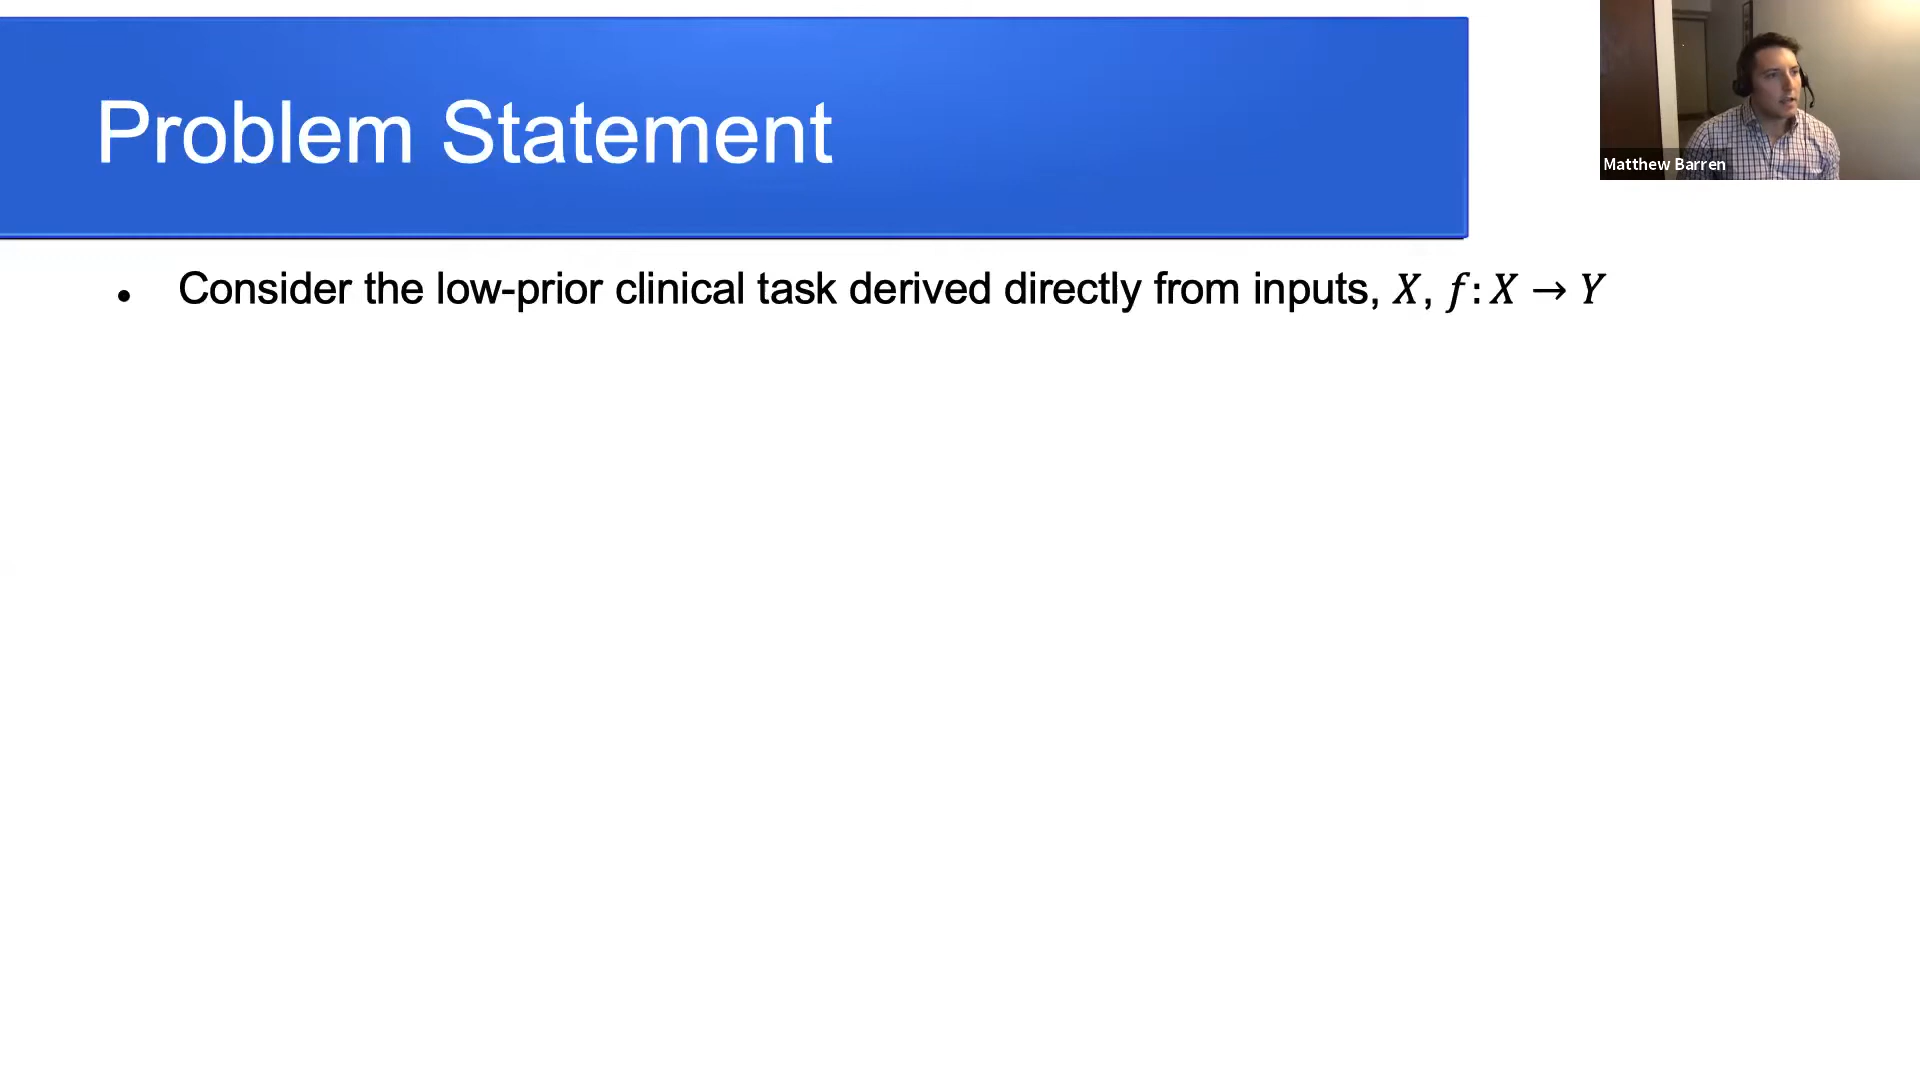 Problem Statement
Matthew Barren
• Consider the low-prior clinical task derived directly from inputs, X, f: X → Y